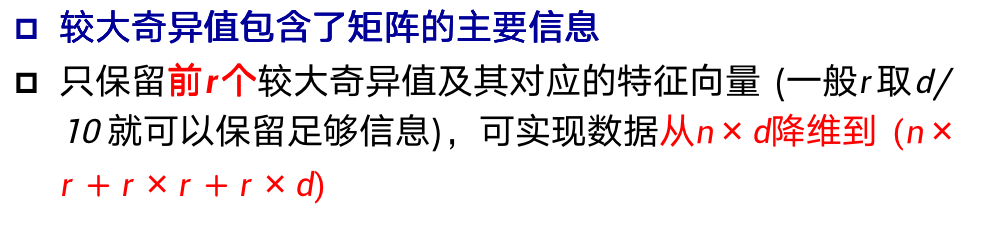 较大奇异值包含了矩阵的主要信息
只保留前r个较大奇异值及其对应的特征向量 (一般r取d/
10就可以保留足够信息)，可实现数据从n × d降维到 (n ×
r + r × r + r × d)